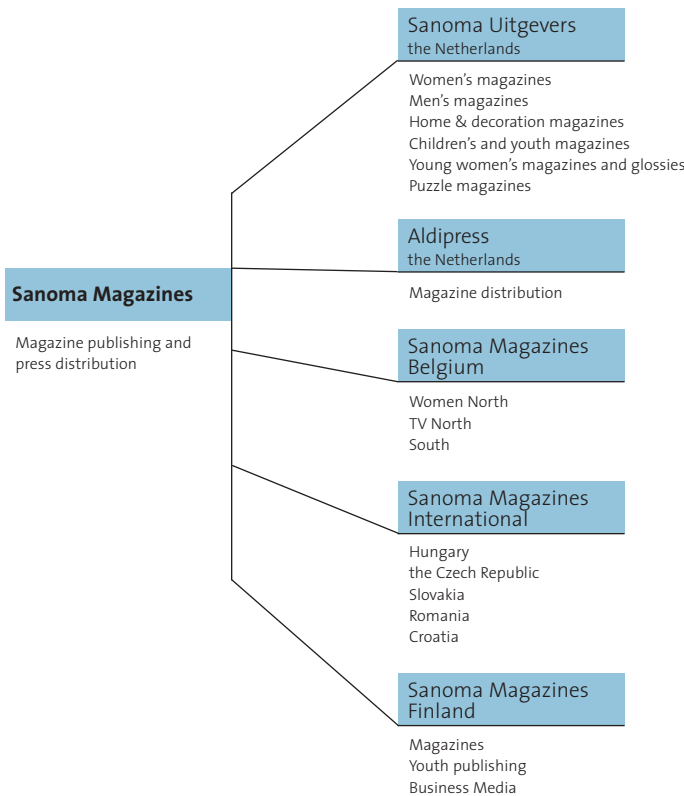 Sanoma Magazines
Magazine publishing and
press distribution
Sanoma Uitgevers
the Netherlands
Women's magazines
Men's magazines
Home & decoration magazines
Children's and youth magazines
Young women's magazines and glossies
Puzzle magazines
Aldipress
the Netherlands
Magazine distribution
Sanoma Magazines
Belgium
Women North
TV North
South
Sanoma Magazines
International
Hungary
the Czech Republic
Slovakia
Romania
Croatia
Sanoma Magazines
Finland
Magazines
Youth publishing
Business Media